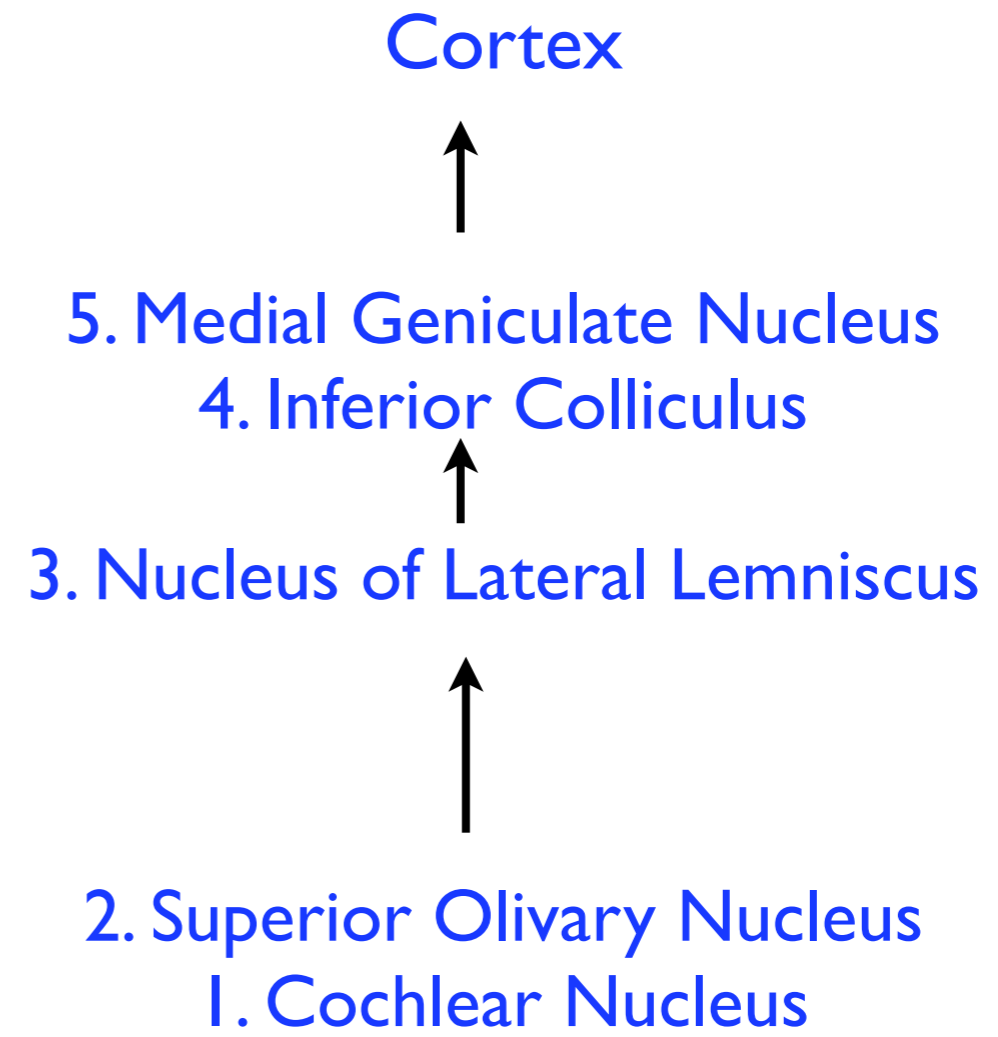 Cortex
5. Medial Geniculate Nucleus
4. Inferior Colliculus
3. Nucleus of Lateral Lemniscus
2. Superior Olivary Nucleus
1. Cochlear Nucleus